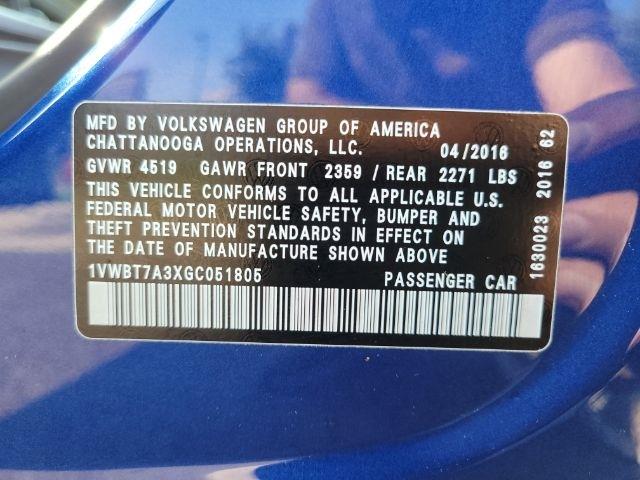 MFD BY VOLKSWAGEN GROUP OF AMERICA
CHATTANOOGA OPERATIONS, LLC. 04/2016
GVWR 4519 GAWR FRONT 2359 / REAR 2271 LBS
THIS VEHICLE CONFORMS TO ALL APPLICABLE U.S.
FEDERAL MOTOR VEHICLE SAFETY, BUMPER AND
THEFT PREVENTION STANDARDS IN EFFECT ON
THE DATE OF MANUFACTURE SHOWN ABOVE
1VWBT7A3XGC051805 PASSENGER CAR
1630023 2016 62